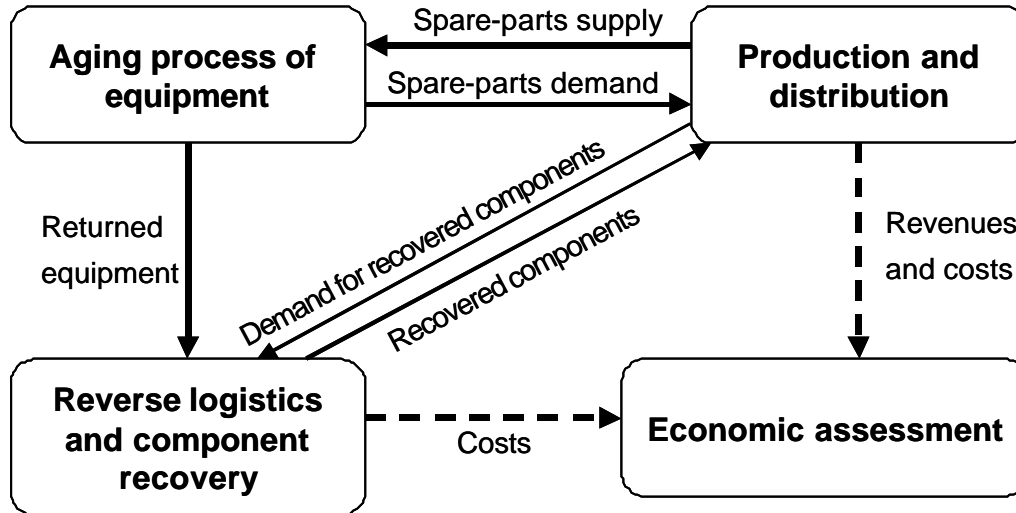 Spare-parts supply
Aging process of
equipment
Production and
distribution
Spare-parts demand
Returned
equipment
Demand for recovered components
Recovered components
Revenues
and costs
Reverse logistics
and component
recovery
Costs
Economic assessment